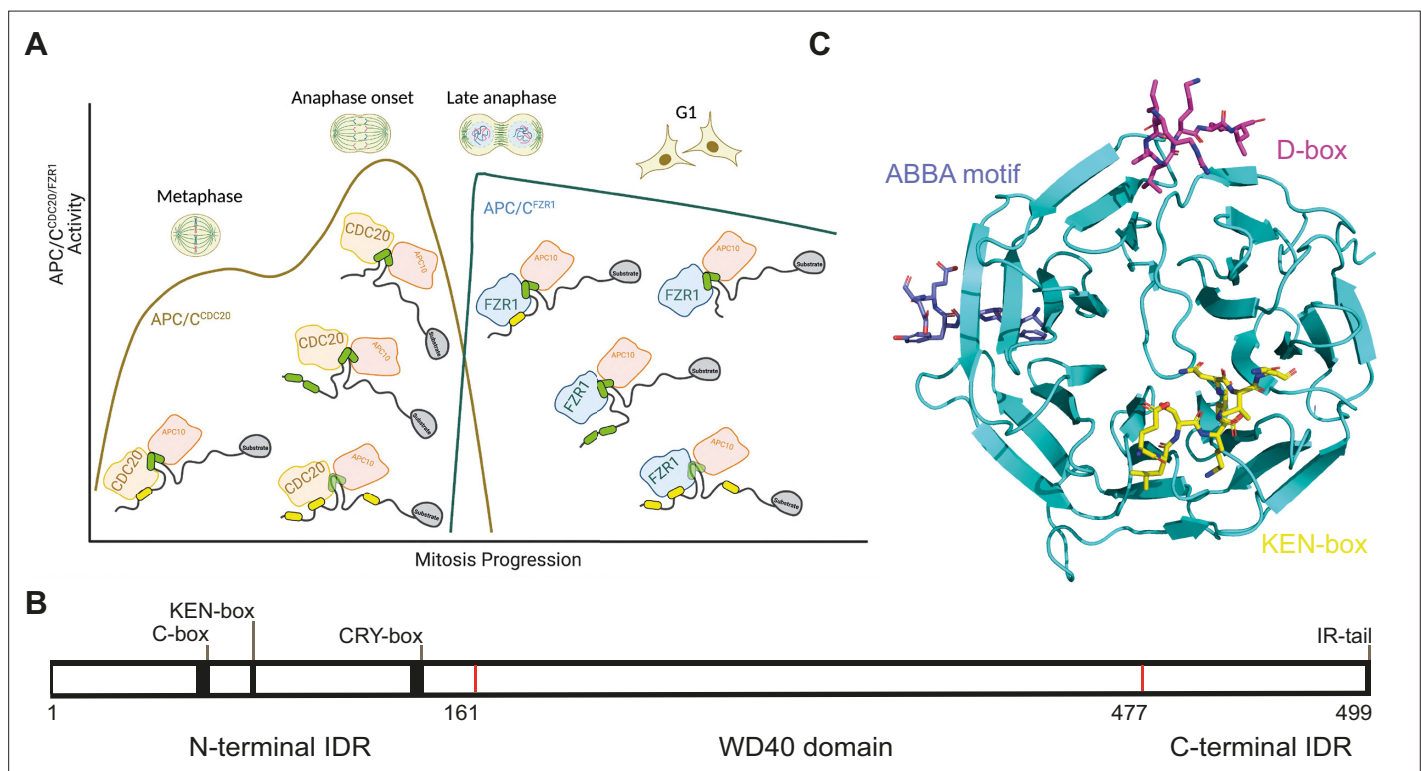 A
Anaphase onset
Late anaphase
G1
Metaphase
APC/C^CDC20/FZR1
Activity
APC/C^CDC20
APC/C^FZR1
CDC20
APC10
Substrate
CDC20
APC10
Substrate
CDC20
APC10
Substrate
CDC20
APC10
Substrate
FZR1
APC10
Substrate
FZR1
APC10
Substrate
FZR1
APC10
Substrate
FZR1
APC10
Substrate
Mitosis Progression
C
D-box
ABBA motif
KEN-box
B
KEN-box
C-box
CRY-box
IR-tail
1
161
477
499
N-terminal IDR
WD40 domain
C-terminal IDR